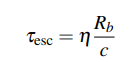 τ_esc = η R_b / c